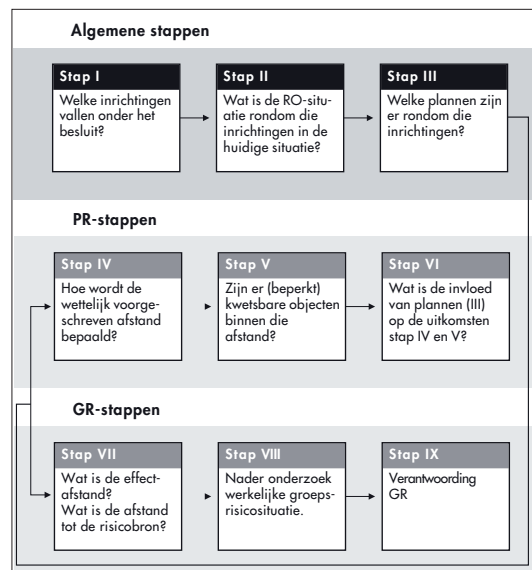 Algemene stappen
Stap I
Welke inrichtingen
vallen onder het
besluit?
Stap II
Wat is de RO-situ-
atie rondom die
inrichtingen in de
huidige situatie?
Stap III
Welke plannen zijn
er rondom die
inrichtingen?
PR-stappen
Stap IV
Hoe wordt de
wettelijk voorge-
schreven afstand
bepaald?
Stap V
Zijn er (beperkt)
kwetsbare objecten
binnen die
afstand?
Stap VI
Wat is de invloed
van plannen (III)
op de uitkomsten
stap IV en V?
GR-stappen
Stap VII
Wat is de effect-
afstand?
Wat is de afstand
tot de risicobron?
Stap VIII
Nader onderzoek
werkelijke groeps-
risicosituatie.
Stap IX
Verantwoording
GR